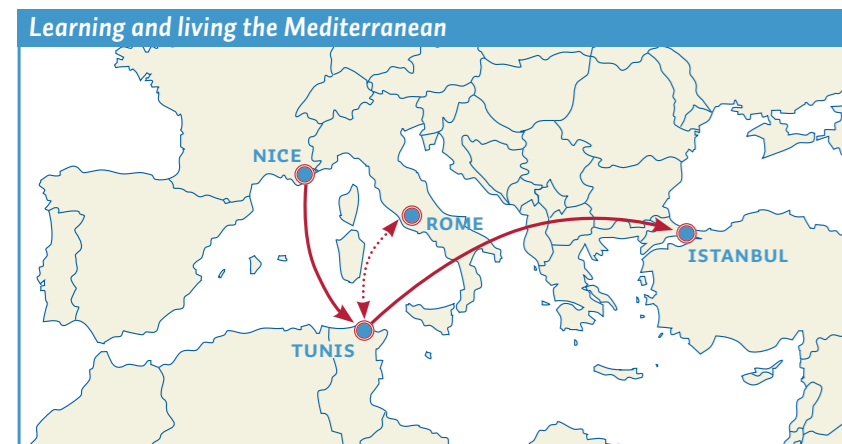 Learning and living the Mediterranean
NICE
ROME
ISTANBUL
TUNIS